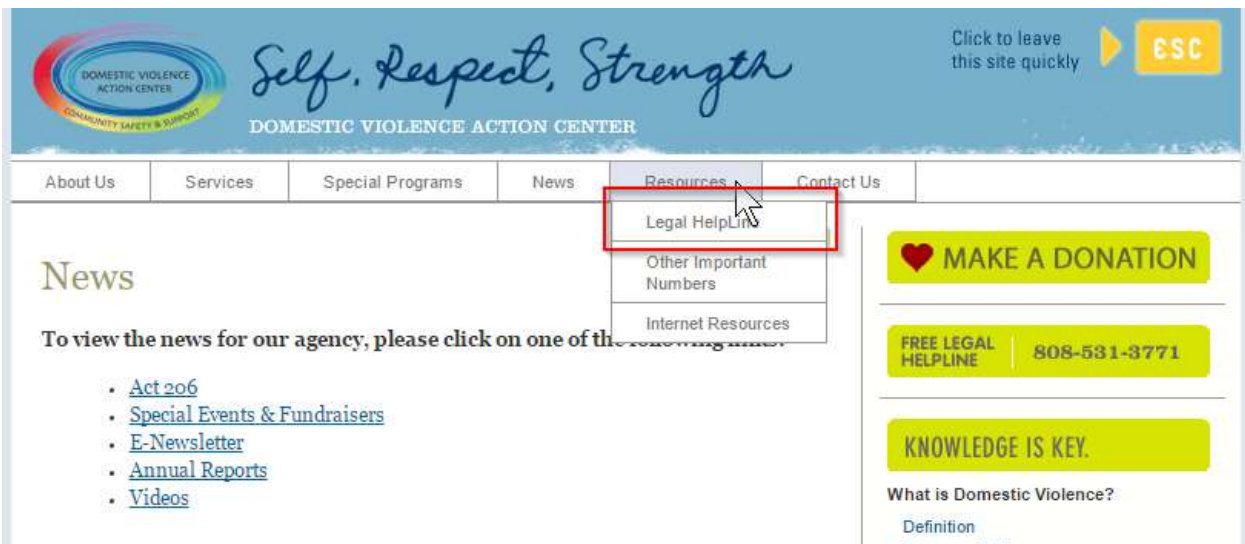 DOMESTIC VIOLENCE
ACTION CENTER
COMMUNITY SAFETY & SUPPORT
Self, Respect, Strength
DOMESTIC VIOLENCE ACTION CENTER
Click to leave
this site quickly
ESC
About Us
Services
Special Programs
News
Resources
Contact Us
Legal HelpLine
Other Important
Numbers
Internet Resources
News
To view the news for our agency, please click on one of the following links:
• Act 206
• Special Events & Fundraisers
• E-Newsletter
• Annual Reports
• Videos
MAKE A DONATION
FREE LEGAL
HELPLINE
808-531-3771
KNOWLEDGE IS KEY.
What is Domestic Violence?
Definition